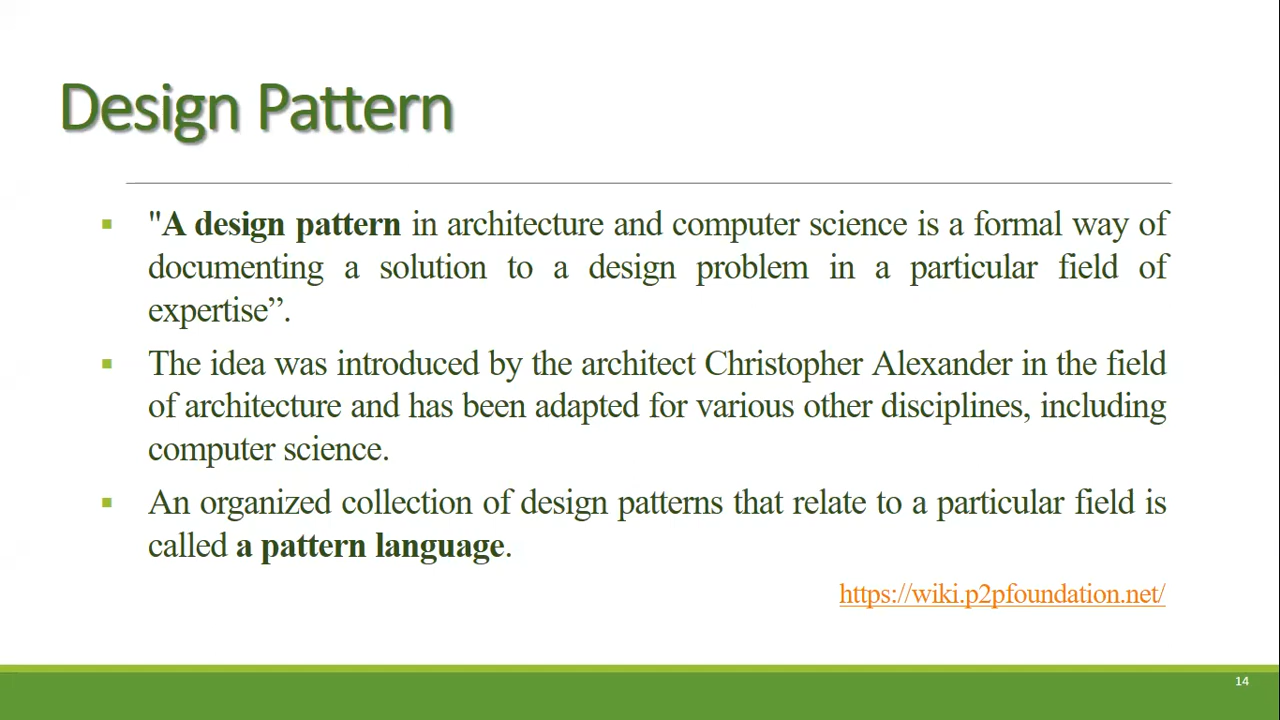 Design Pattern
▪ "A design pattern in architecture and computer science is a formal way of
documenting a solution to a design problem in a particular field of
expertise”.
▪ The idea was introduced by the architect Christopher Alexander in the field
of architecture and has been adapted for various other disciplines, including
computer science.
▪ An organized collection of design patterns that relate to a particular field is
called a pattern language.
https://wiki.p2pfoundation.net/
14